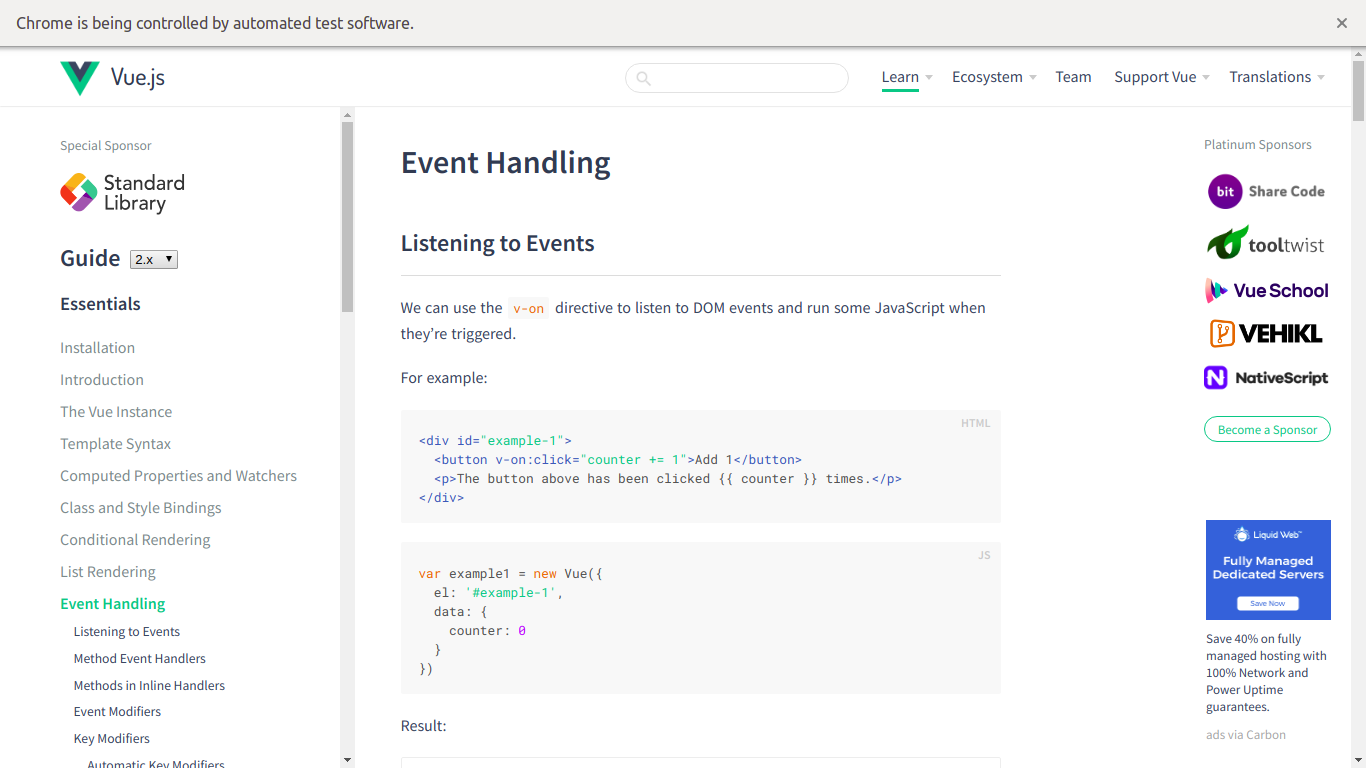 Chrome is being controlled by automated test software.
Vue.js
Learn
Ecosystem
Team
Support Vue
Translations
Special Sponsor
Standard
Library
Guide
2.x
Essentials
Installation
Introduction
The Vue Instance
Template Syntax
Computed Properties and Watchers
Class and Style Bindings
Conditional Rendering
List Rendering
Event Handling
Listening to Events
Method Event Handlers
Methods in Inline Handlers
Event Modifiers
Key Modifiers
Automatic Key Modifiers
Event Handling
Listening to Events
We can use the v-on directive to listen to DOM events and run some JavaScript when
they’re triggered.
For example:
HTML
<div id="example-1">
  <button v-on:click="counter += 1">Add 1</button>
  <p>The button above has been clicked {{ counter }} times.</p>
</div>
JS
var example1 = new Vue({
  el: '#example-1',
  data: {
    counter: 0
  }
})
Result:
Platinum Sponsors
bit Share Code
tooltwist
Vue School
VEHIKL
NativeScript
Become a Sponsor
Liquid Web™
Fully Managed
Dedicated Servers
Save Now
Save 40% on fully
managed hosting with
100% Network and
Power Uptime
guarantees.
ads via Carbon